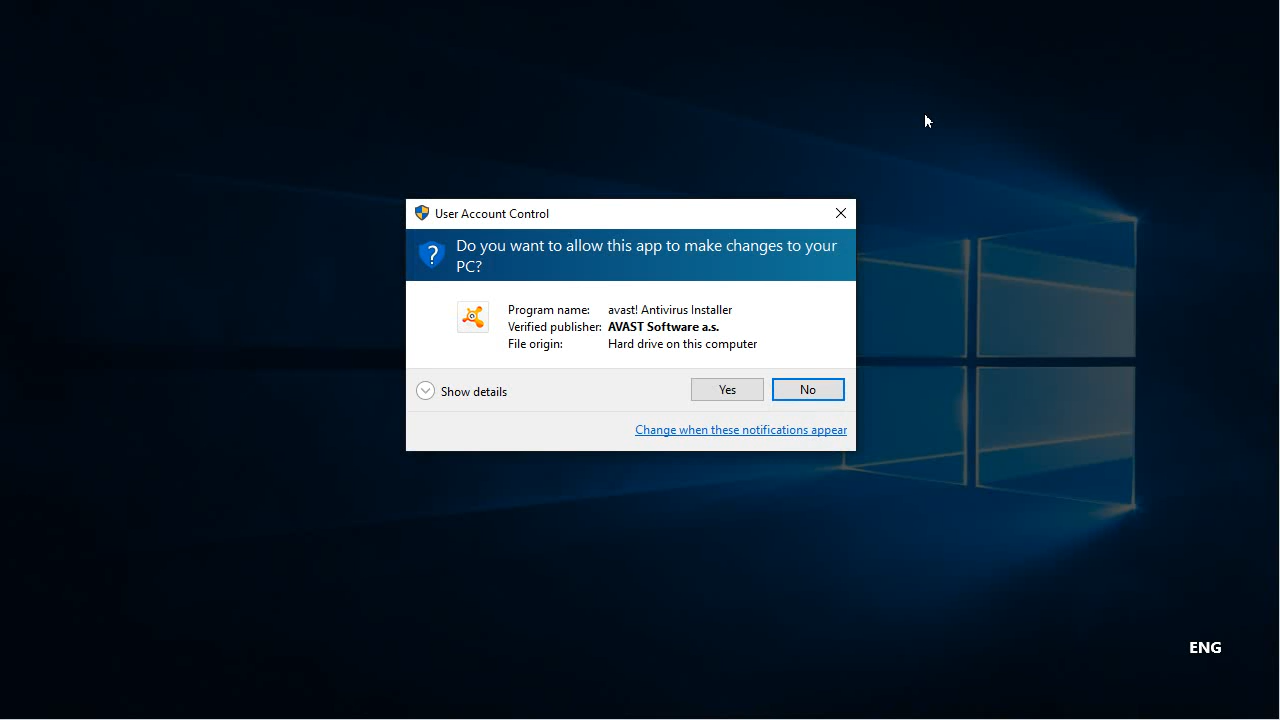 User Account Control
Do you want to allow this app to make changes to your
PC?
Program name: avast! Antivirus Installer
Verified publisher: AVAST Software a.s.
File origin: Hard drive on this computer
Show details
Yes
No
Change when these notifications appear
ENG